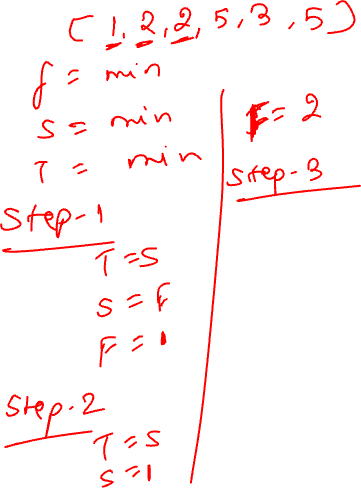 [ 1, 2, 2, 5, 3, 5 ]
f = min
S = min
T = min
Step-1
T = S
S = F
F = 1
Step-2
T = S
S = 1
F = 2
Step-3